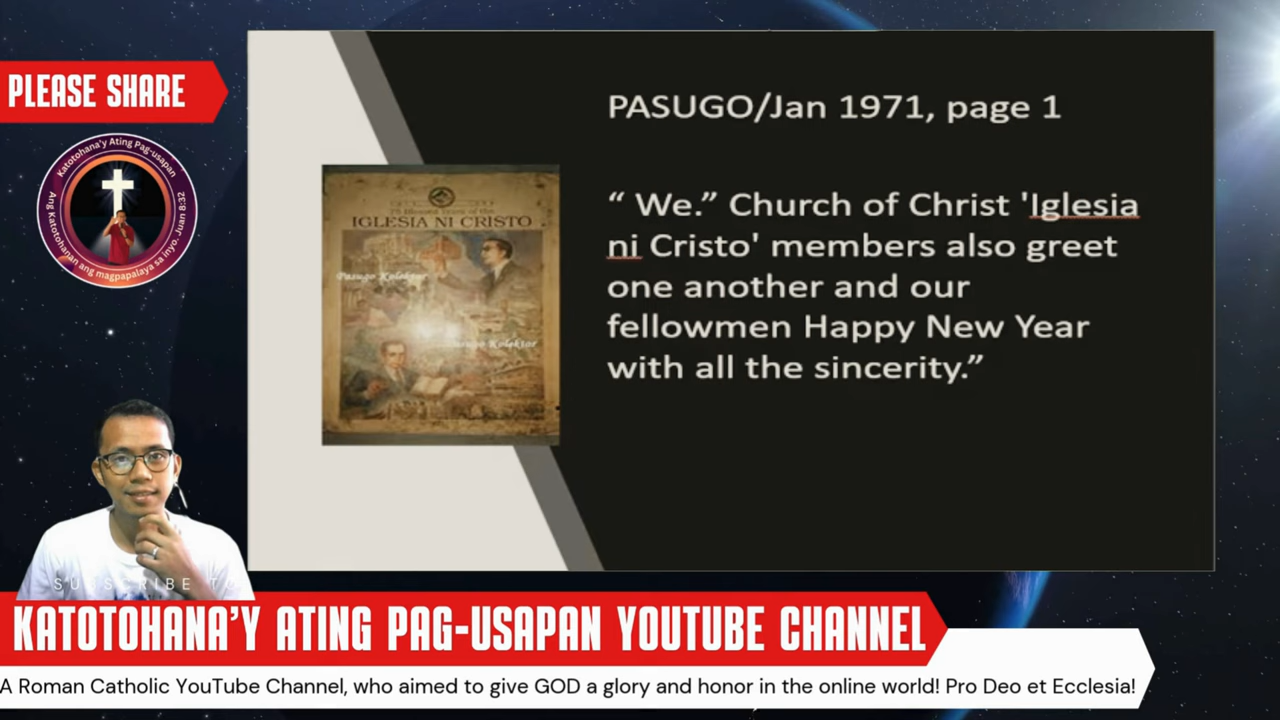 PLEASE SHARE
Katotohana'y Ating Pag-usapan
Ang Katotohanan ang magpapalaya sa inyo. Juan 8:32
PASUGO/Jan 1971, page 1
“ We.” Church of Christ 'Iglesia
ni Cristo' members also greet
one another and our
fellowmen Happy New Year
with all the sincerity.”
IGLESIA NI CRISTO
Pasugo Kolektor
Pasugo Kolektor
SUBSCRIBE TO
KATOTOHANA'Y ATING PAG-USAPAN YOUTUBE CHANNEL
A Roman Catholic YouTube Channel, who aimed to give GOD a glory and honor in the online world! Pro Deo et Ecclesia!